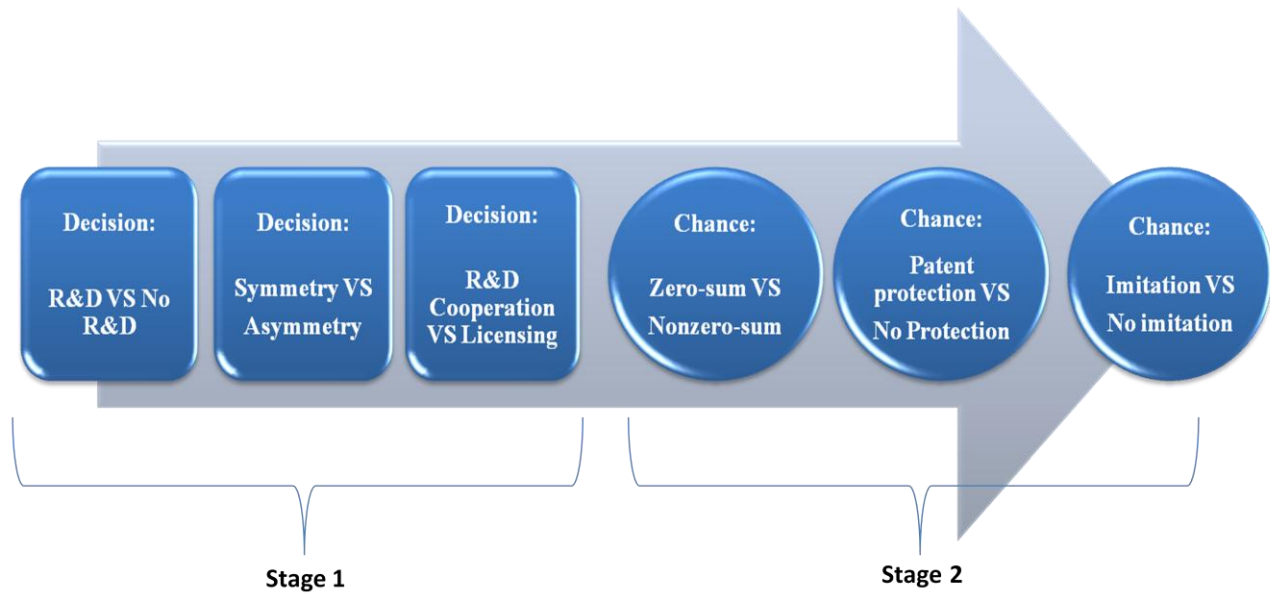 Decision:
R&D VS No
R&D
Decision:
Symmetry VS
Asymmetry
Decision:
R&D
Cooperation
VS Licensing
Chance:
Zero-sum VS
Nonzero-sum
Chance:
Patent
protection VS
No Protection
Chance:
Imitation VS
No imitation
Stage 1
Stage 2